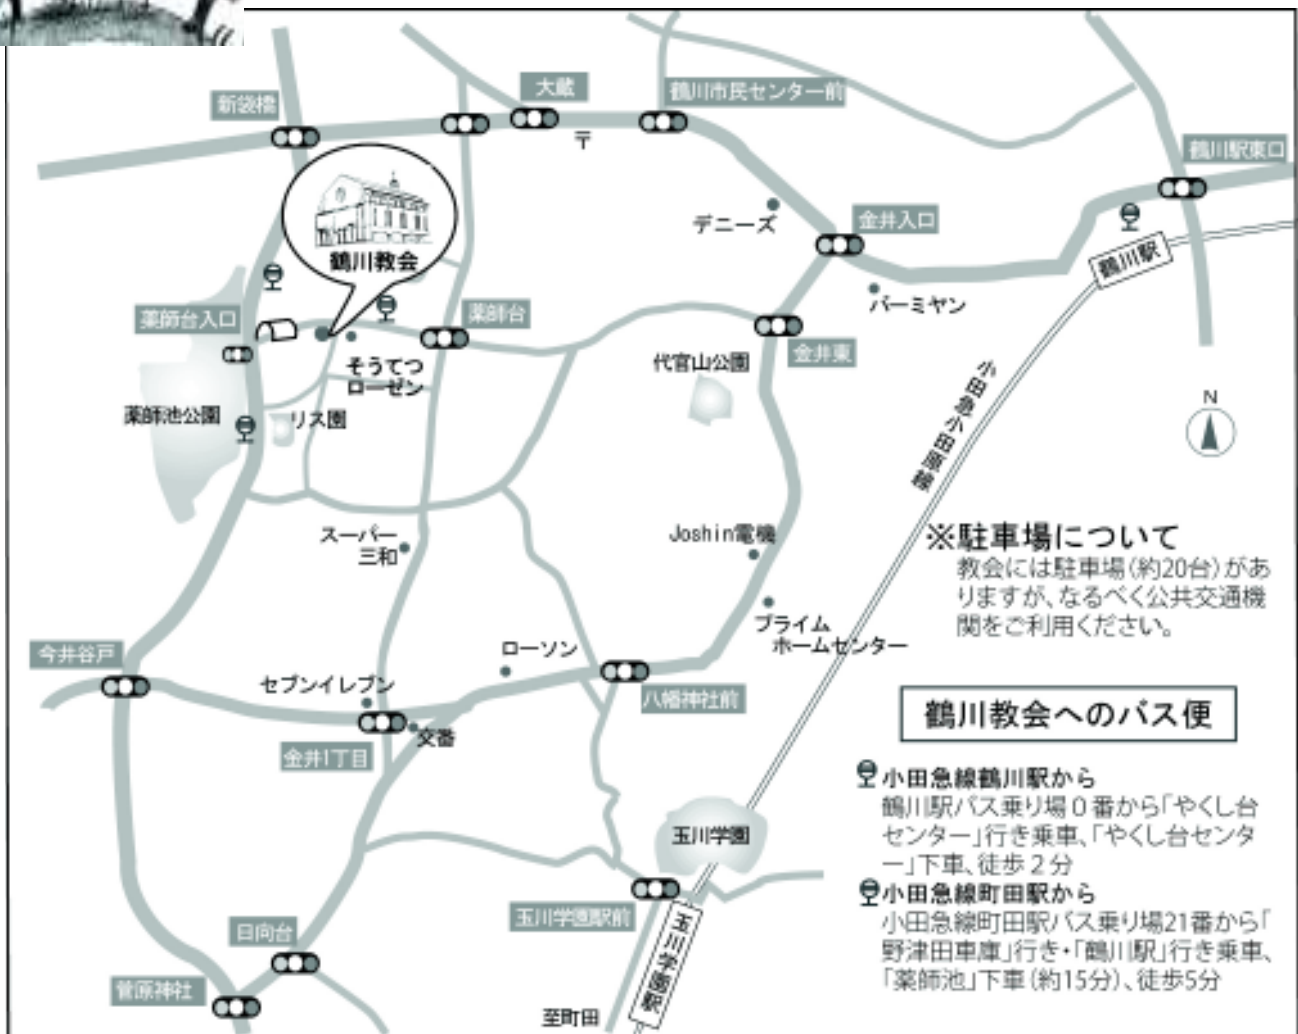 大蔵
鶴川市民センター前
新袋橋
〒
鶴川駅東口
デニーズ
金井入口
鶴川教会
鶴川駅
バーミヤン
薬師台入口
薬師台
金井東
そうてつ
ローゼン
代官山公園
小田急小田原線
薬師池公園
リス園
N
スーパー
三和
Joshin電機
※駐車場について
教会には駐車場(約20台)があ
りますが、なるべく公共交通機
関をご利用ください。
プライム
ホームセンター
今井谷戸
ローソン
セブンイレブン
八幡神社前
交番
金井1丁目
鶴川教会へのバス便
小田急線鶴川駅から
鶴川駅バス乗り場０番から「やくし台
センター」行き乗車、「やくし台センタ
ー」下車、徒歩２分
小田急線町田駅から
小田急線町田駅バス乗り場21番から「
野津田車庫」行き・「鶴川駅」行き乗車、
「薬師池」下車(約15分)、徒歩5分
玉川学園
玉川学園駅前
玉川学園駅
日向台
菅原神社
至町田